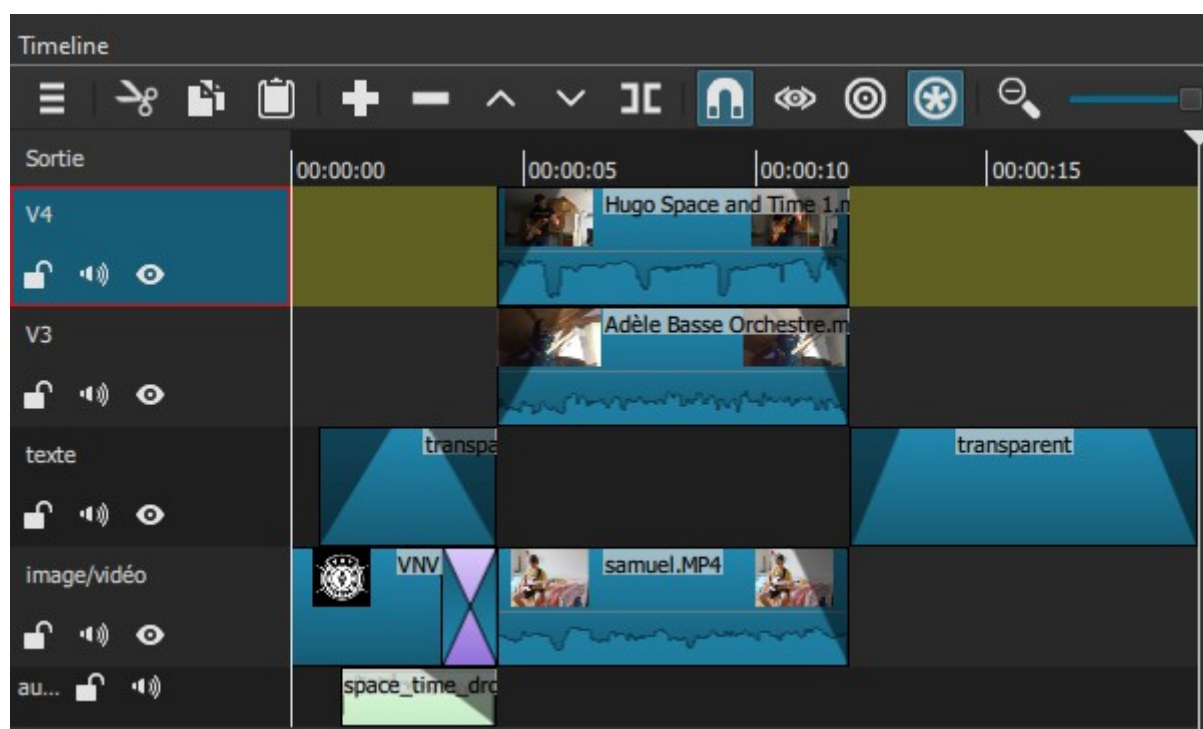 Timeline
Sortie
00:00:00 00:00:05 00:00:10 00:00:15
V4
Hugo Space and Time 1.m
V3
Adèle Basse Orchestre.m
texte
transpa
transparent
image/vidéo
VNV
samuel.MP4
au...
space_time_dro